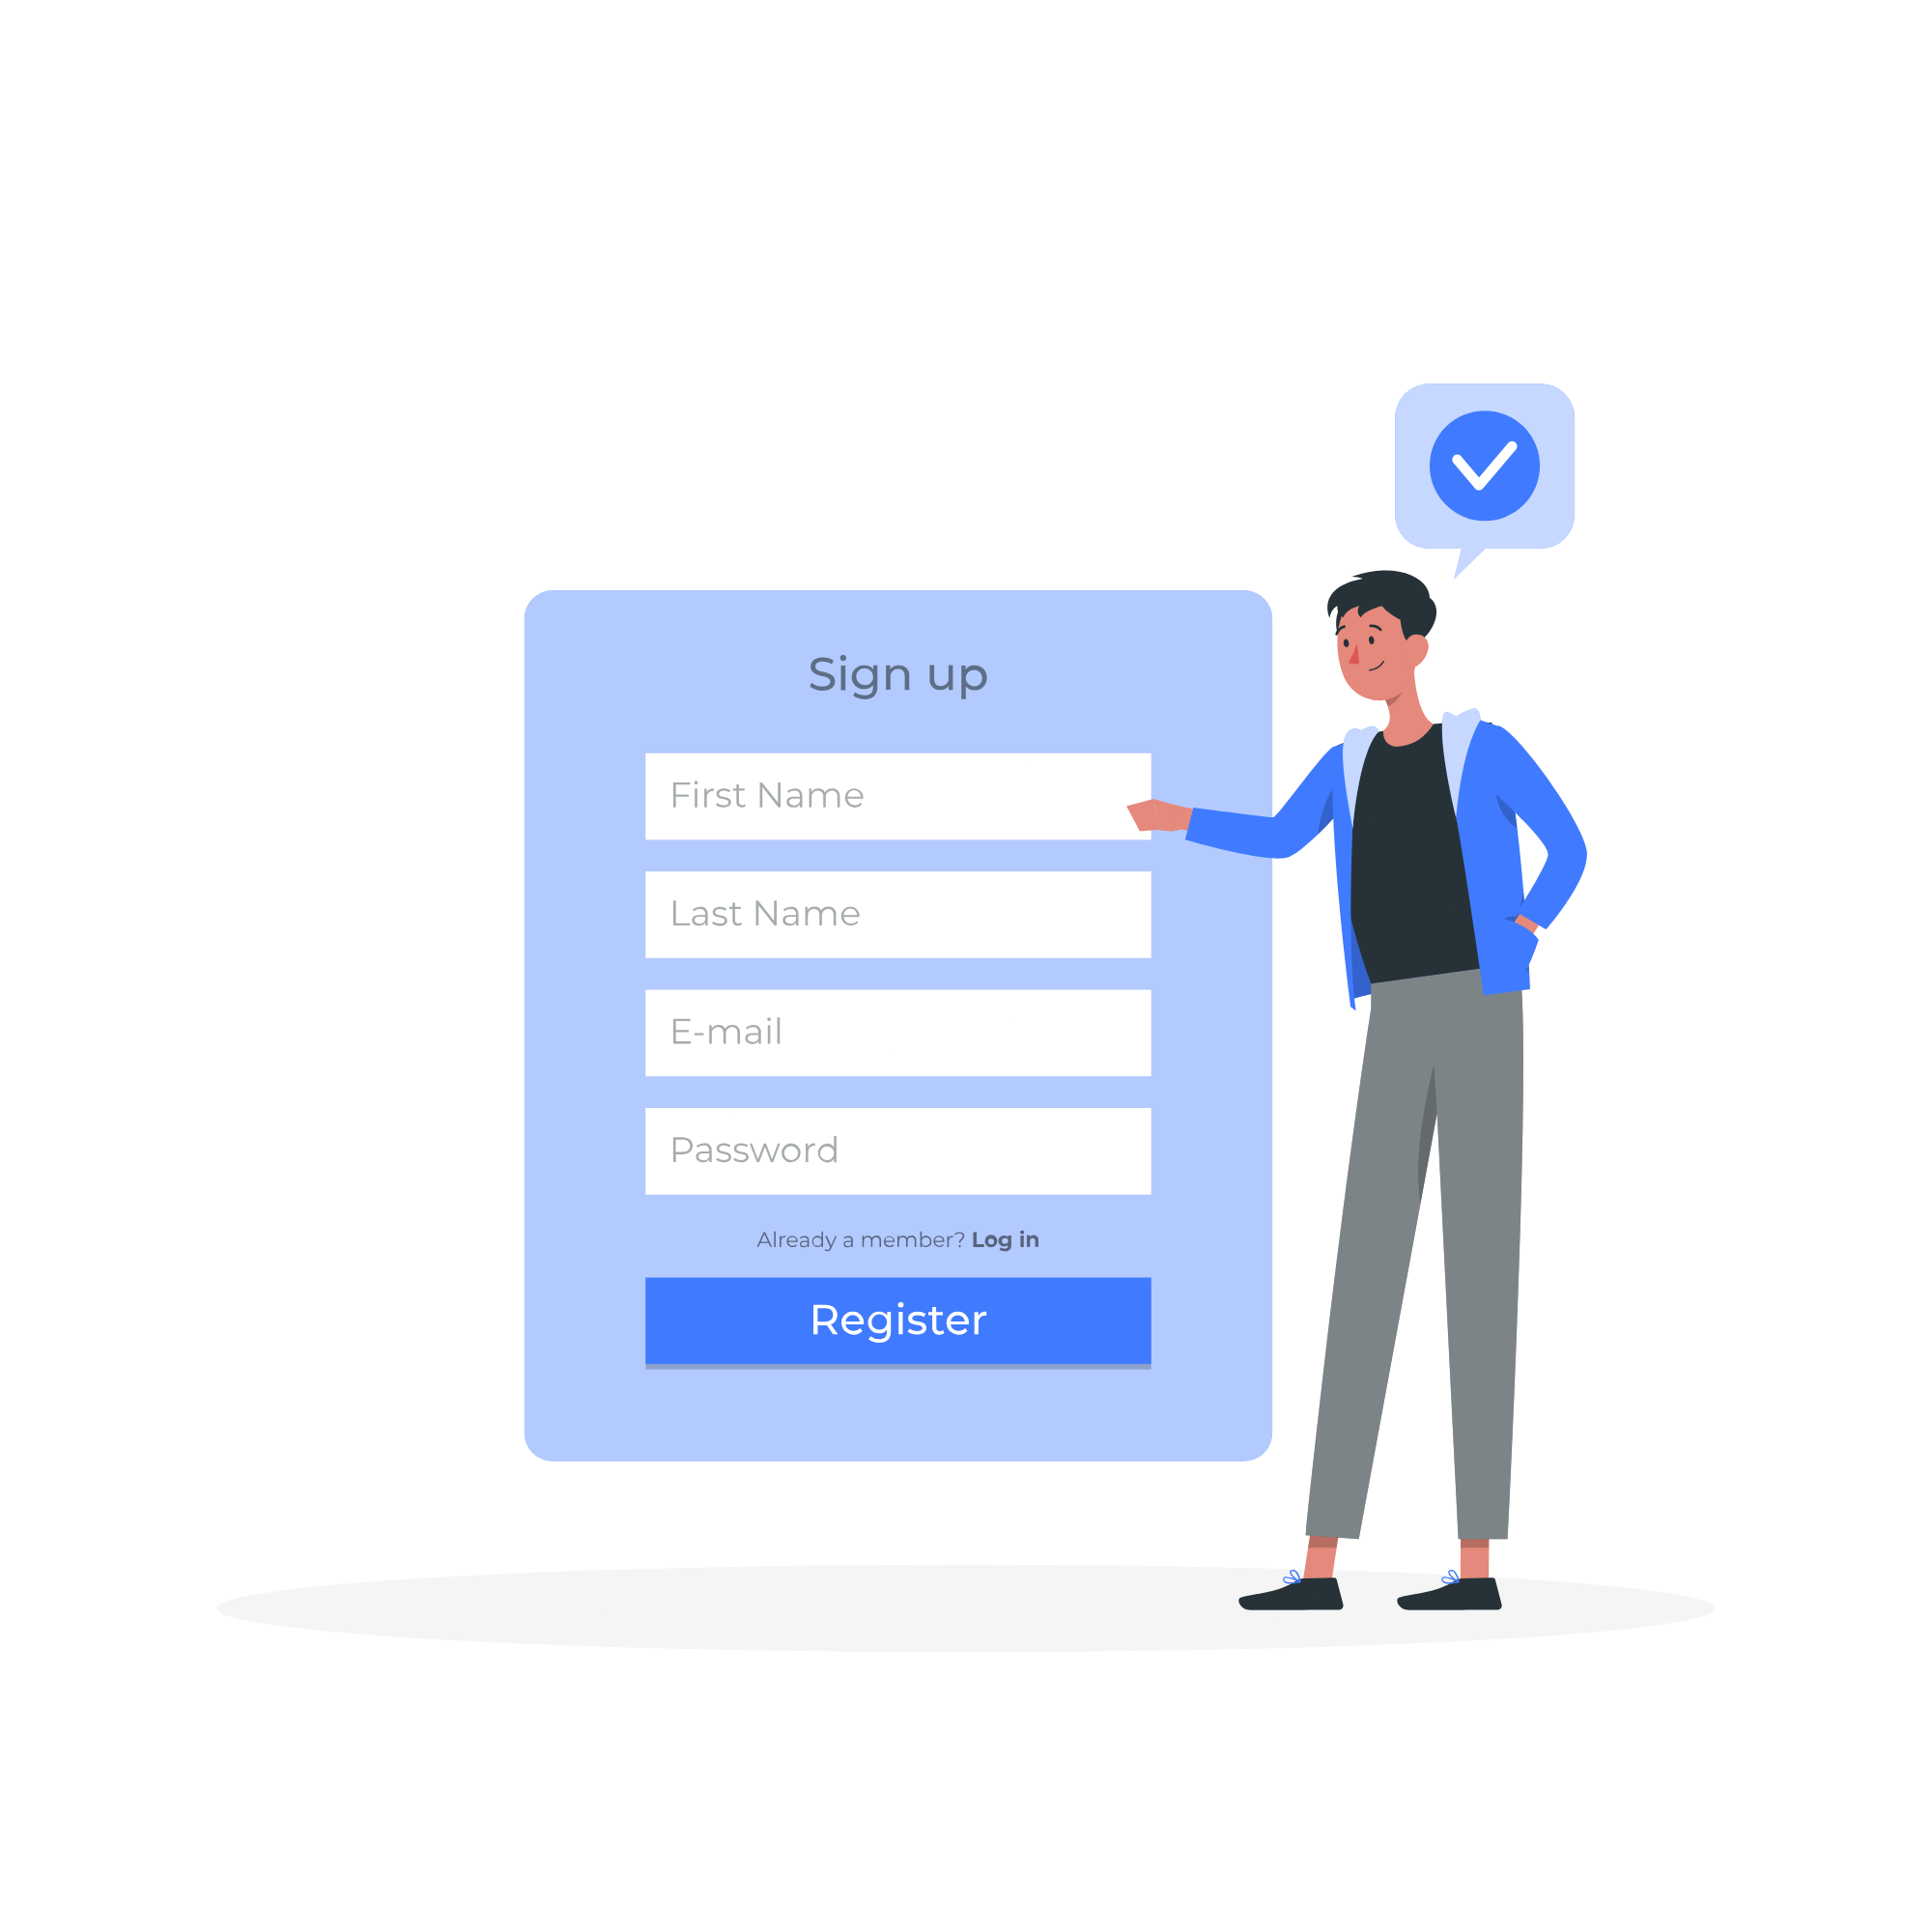 Sign up
First Name
Last Name
E-mail
Password
Already a member? Log in
Register